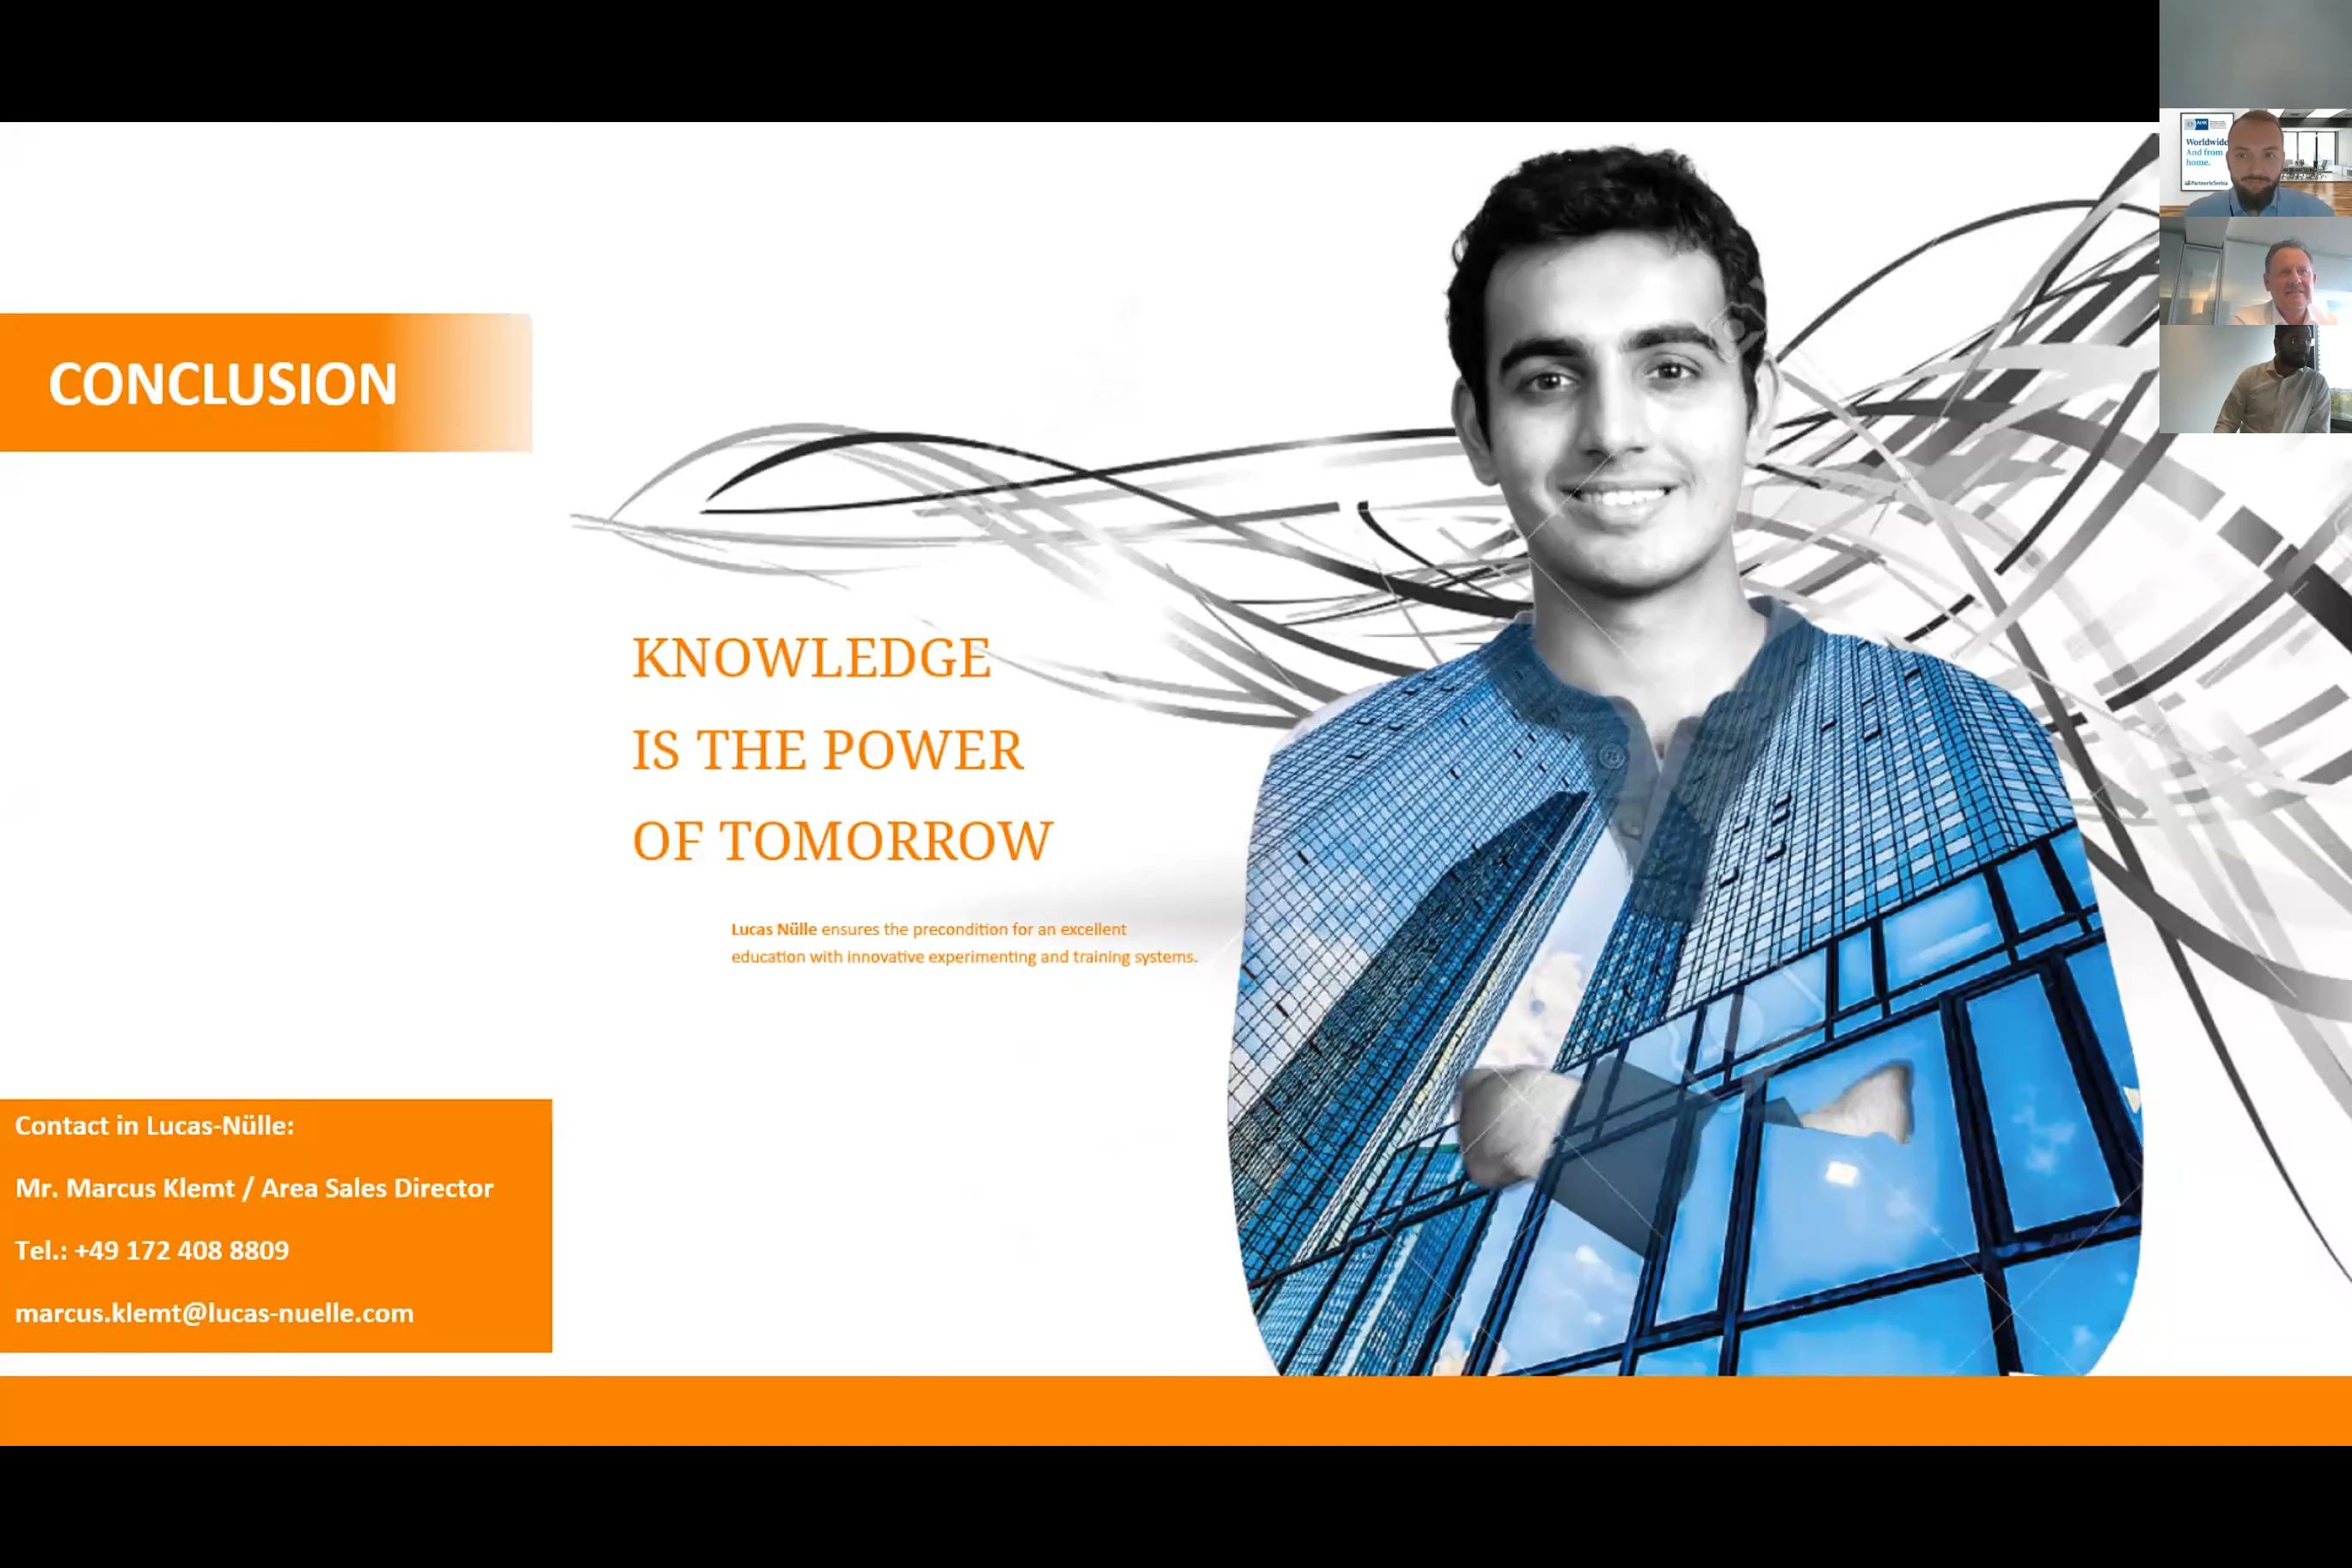 CONCLUSION
KNOWLEDGE
IS THE POWER
OF TOMORROW
Lucas Nülle ensures the precondition for an excellent
education with innovative experimenting and training systems.
Contact in Lucas-Nülle:
Mr. Marcus Klemt / Area Sales Director
Tel.: +49 172 408 8809
marcus.klemt@lucas-nuelle.com
AHK
Worldwide
And from
home.
#PartnerInSerbia